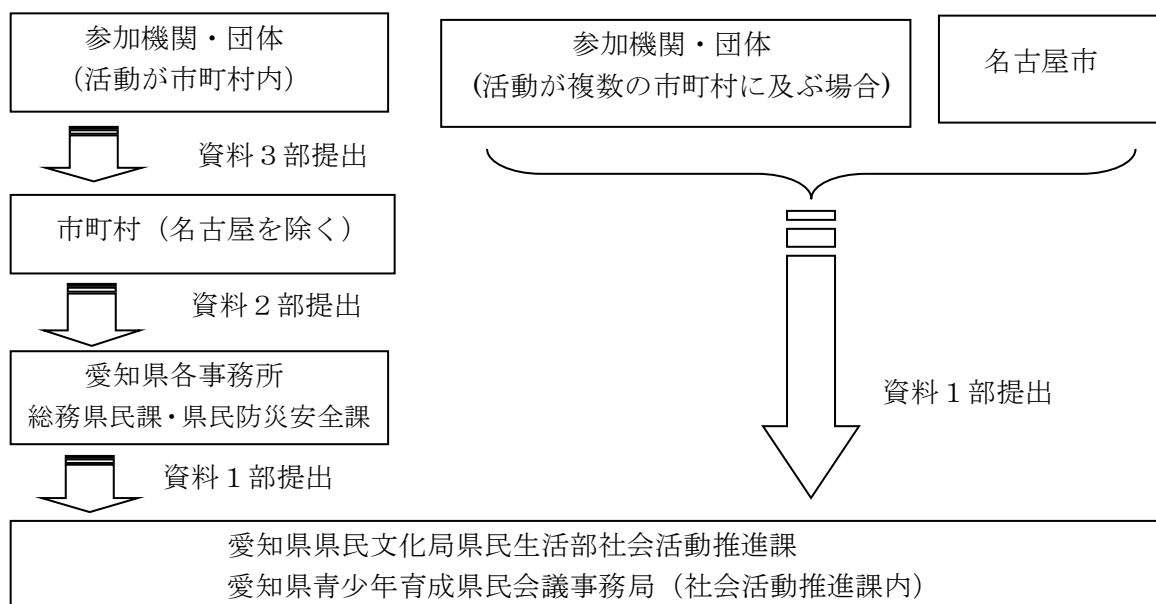 参加機関・団体
（活動が市町村内）
参加機関・団体
(活動が複数の市町村に及ぶ場合)
名古屋市
資料３部提出
市町村（名古屋を除く）
資料２部提出
愛知県各事務所
総務県民課・県民防災安全課
資料１部提出
資料１部提出
愛知県県民文化局県民生活部社会活動推進課
愛知県青少年育成県民会議事務局（社会活動推進課内）